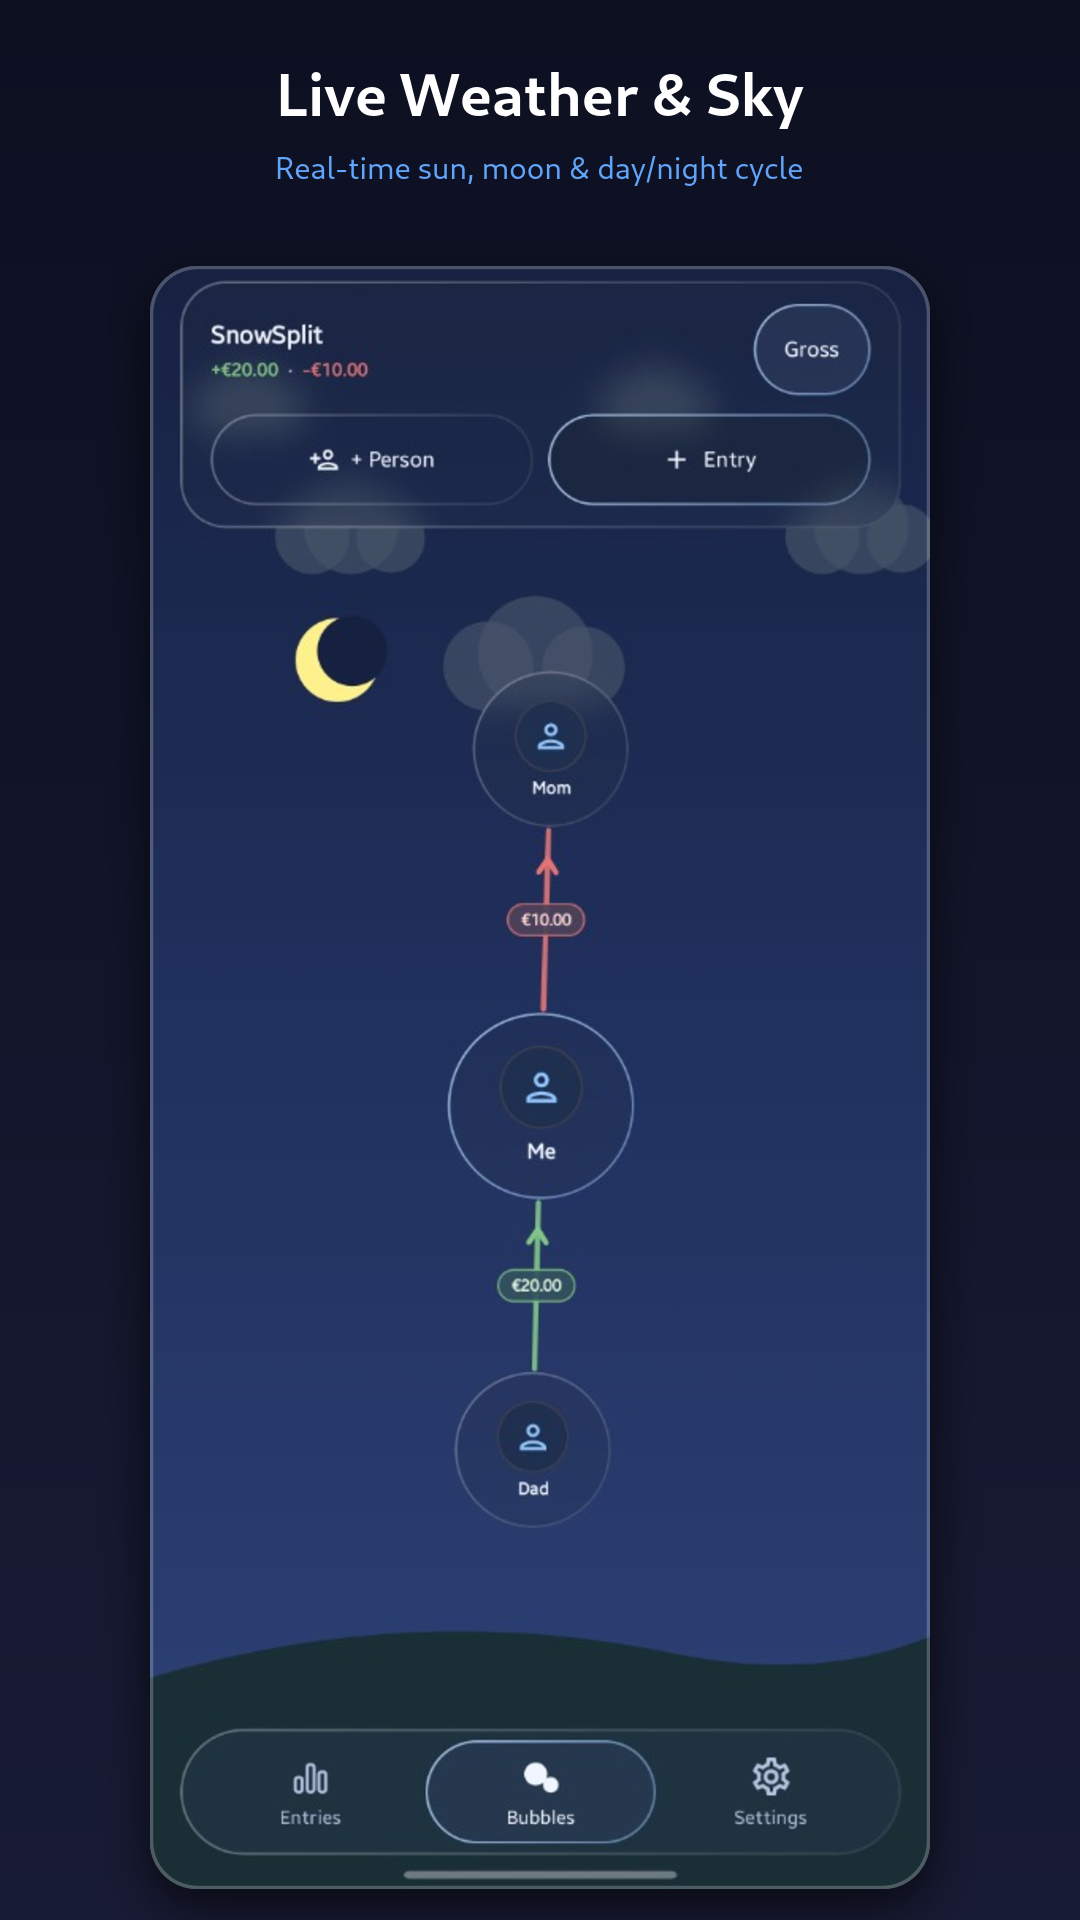 Live Weather & Sky
Real-time sun, moon & day/night cycle
SnowSplit
+€20.00 · -€10.00
Gross
+ Person
Entry
Mom
€10.00
Me
€20.00
Dad
Entries
Bubbles
Settings